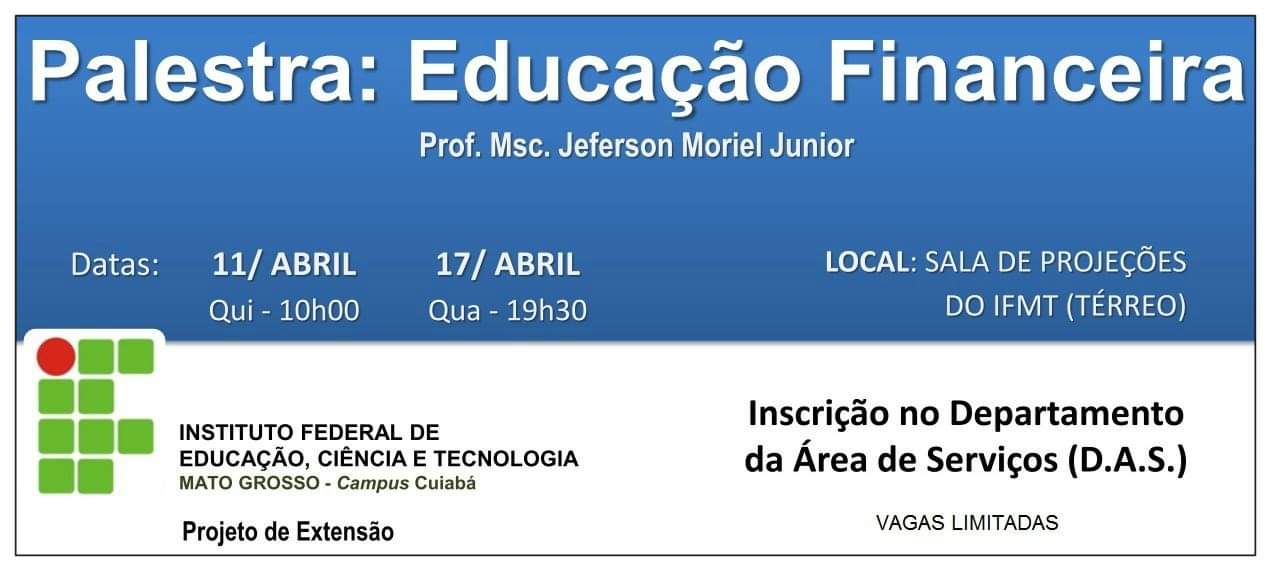 Palestra: Educação Financeira
Prof. Msc. Jeferson Moriel Junior
Datas:
11/ ABRIL
Qui - 10h00
17/ ABRIL
Qua - 19h30
LOCAL: SALA DE PROJEÇÕES
DO IFMT (TÉRREO)
INSTITUTO FEDERAL DE
EDUCAÇÃO, CIÊNCIA E TECNOLOGIA
MATO GROSSO - Campus Cuiabá
Projeto de Extensão
Inscrição no Departamento
da Área de Serviços (D.A.S.)
VAGAS LIMITADAS